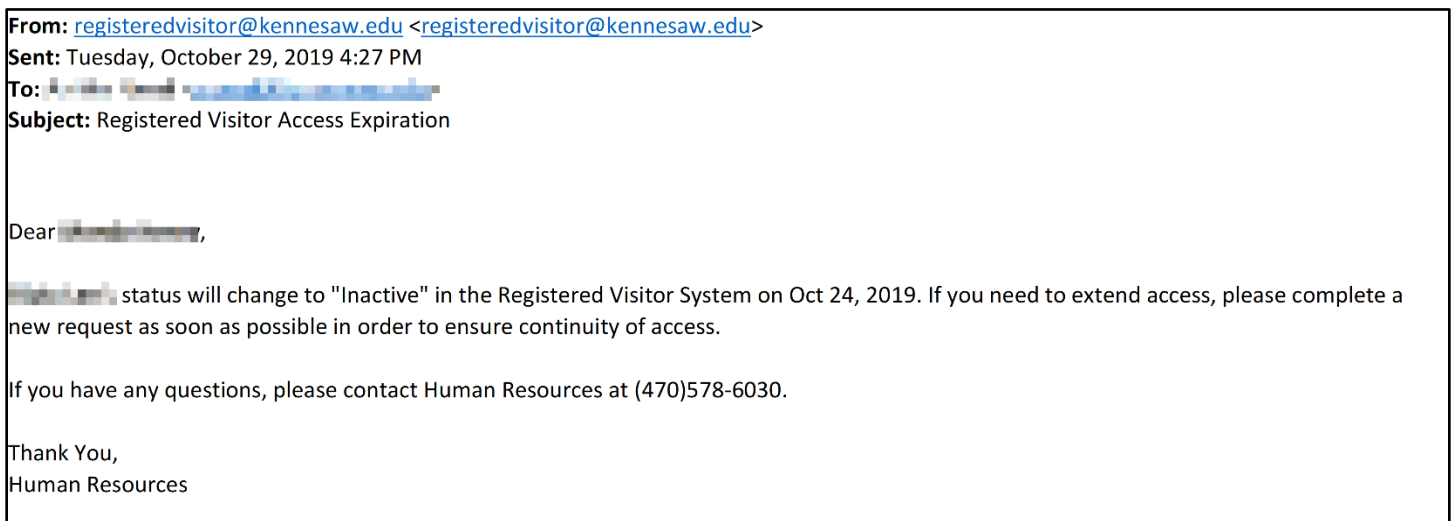 From: registeredvisitor@kennesaw.edu <registeredvisitor@kennesaw.edu>
Sent: Tuesday, October 29, 2019 4:27 PM
To:
Subject: Registered Visitor Access Expiration
Dear ,
status will change to "Inactive" in the Registered Visitor System on Oct 24, 2019. If you need to extend access, please complete a
new request as soon as possible in order to ensure continuity of access.
If you have any questions, please contact Human Resources at (470)578-6030.
Thank You,
Human Resources